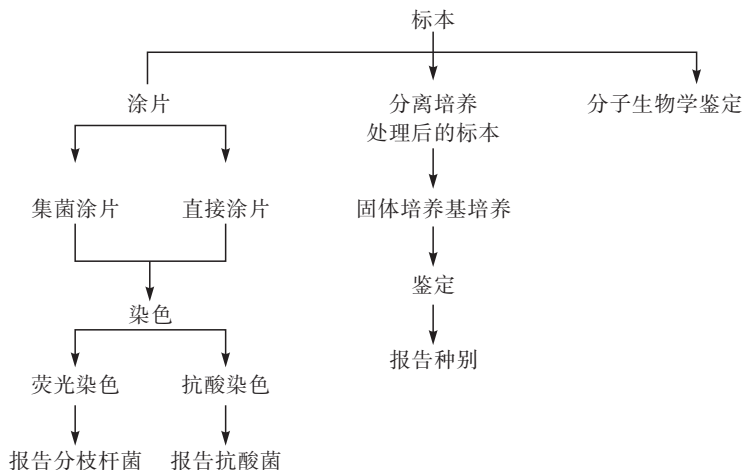 标本
涂片
分离培养
处理后的标本
分子生物学鉴定
集菌涂片
直接涂片
固体培养基培养
鉴定
染色
报告种别
荧光染色
抗酸染色
报告分枝杆菌
报告抗酸菌